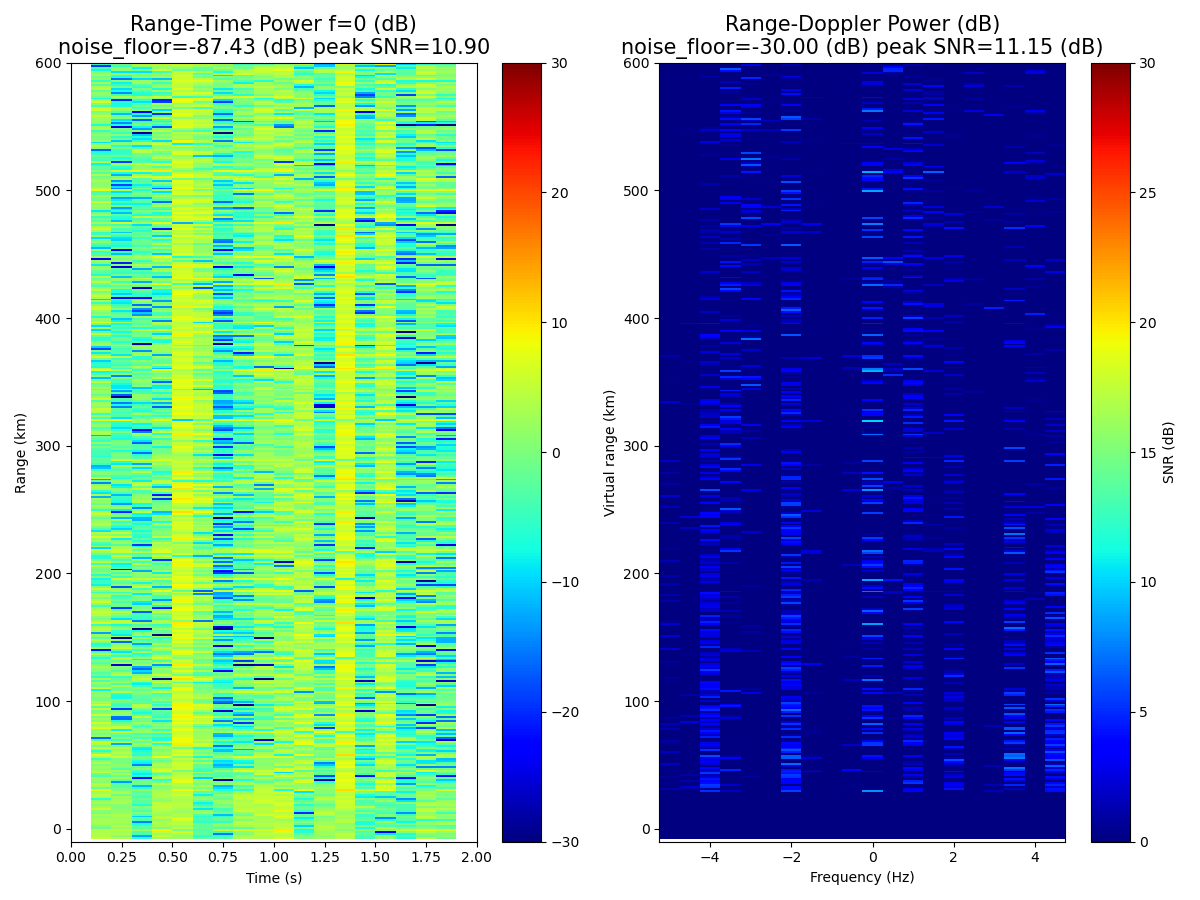 Range-Time Power f=0 (dB)
noise_floor=-87.43 (dB) peak SNR=10.90
Range-Doppler Power (dB)
noise_floor=-30.00 (dB) peak SNR=11.15 (dB)
600
500
400
300
200
100
0
Range (km)
0.00 0.25 0.50 0.75 1.00 1.25 1.50 1.75 2.00
Time (s)
30
20
10
0
−10
−20
−30
600
500
400
300
200
100
0
Virtual range (km)
−4 −2 0 2 4
Frequency (Hz)
30
25
20
15
10
5
0
SNR (dB)